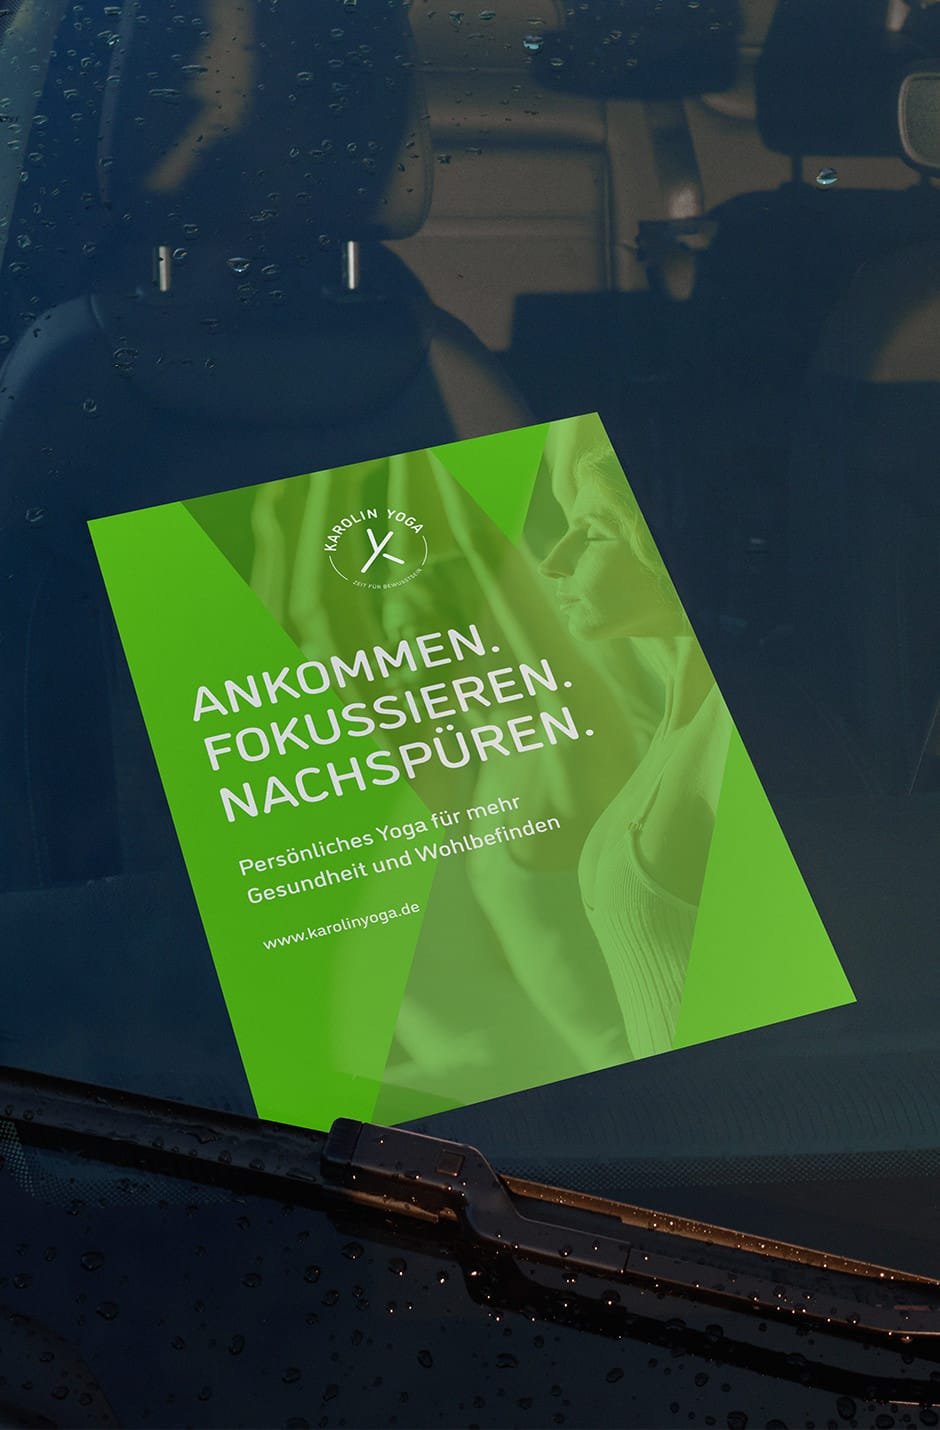 KAROLIN YOGA
ZEIT FÜR BEWUSSTSEIN
ANKOMMEN.
FOKUSSIEREN.
NACHSPÜREN.
Persönliches Yoga für mehr
Gesundheit und Wohlbefinden
www.karolinyoga.de